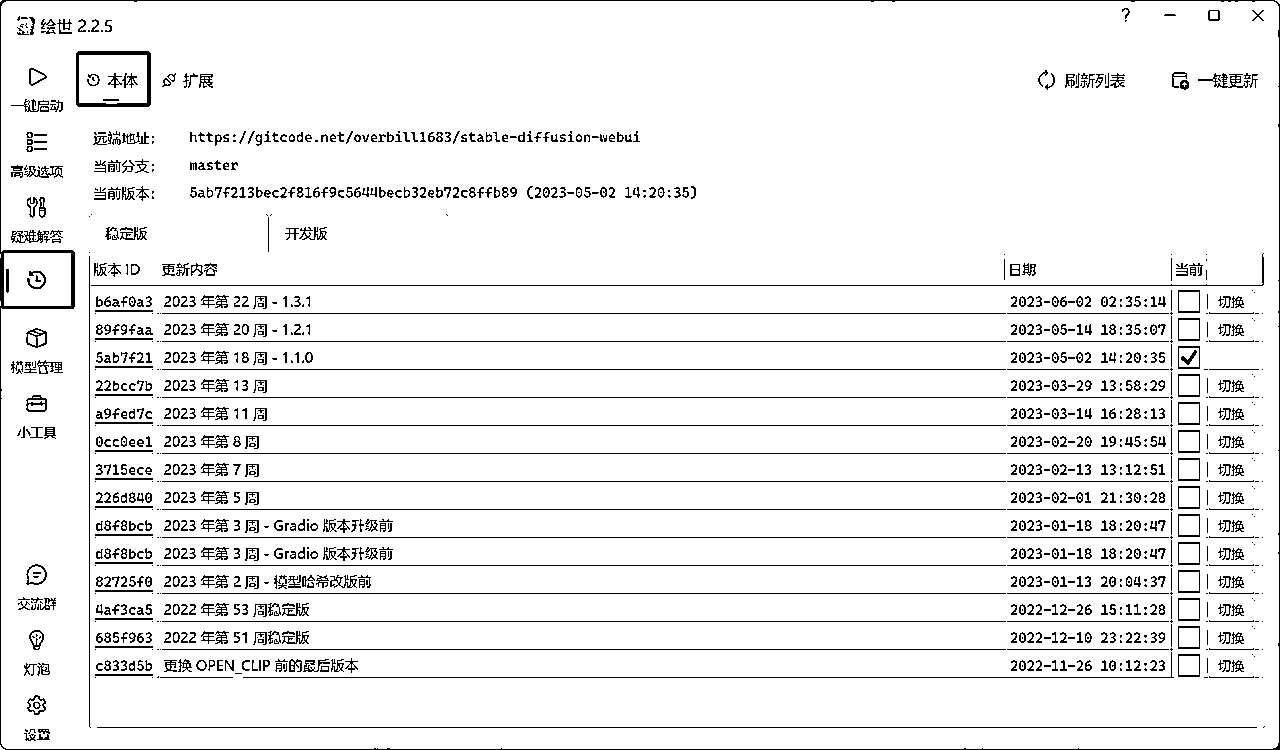 绘世 2.2.5
?
一键启动
本体
扩展
刷新列表
一键更新
高级选项
疑难解答
模型管理
小工具
交流群
灯泡
设置
远端地址: https://gitcode.net/overbill1683/stable-diffusion-webui
当前分支: master
当前版本: 5ab7f213bec2f816f9c5644becb32eb72c8ffb89 (2023-05-02 14:20:35)
稳定版 开发版
版本 ID 更新内容 日期 当前
b6af0a3 2023 年第 22 周 - 1.3.1 2023-06-02 02:35:14 切换
89f9faa 2023 年第 20 周 - 1.2.1 2023-05-14 18:35:07 切换
5ab7f21 2023 年第 18 周 - 1.1.0 2023-05-02 14:20:35
22bcc7b 2023 年第 13 周 2023-03-29 13:58:29 切换
a9fed7c 2023 年第 11 周 2023-03-14 16:28:13 切换
0cc0ee1 2023 年第 8 周 2023-02-20 19:45:54 切换
3715ece 2023 年第 7 周 2023-02-13 13:12:51 切换
226d840 2023 年第 5 周 2023-02-01 21:30:28 切换
d8f8bcb 2023 年第 3 周 - Gradio 版本升级前 2023-01-18 18:20:47 切换
d8f8bcb 2023 年第 3 周 - Gradio 版本升级前 2023-01-18 18:20:47 切换
82725f0 2023 年第 2 周 - 模型哈希改版前 2023-01-13 20:04:37 切换
4af3ca5 2022 年第 53 周稳定版 2022-12-26 15:11:28 切换
685f963 2022 年第 51 周稳定版 2022-12-10 23:22:39 切换
c833d5b 更换 OPEN_CLIP 前的最后版本 2022-11-26 10:12:23 切换